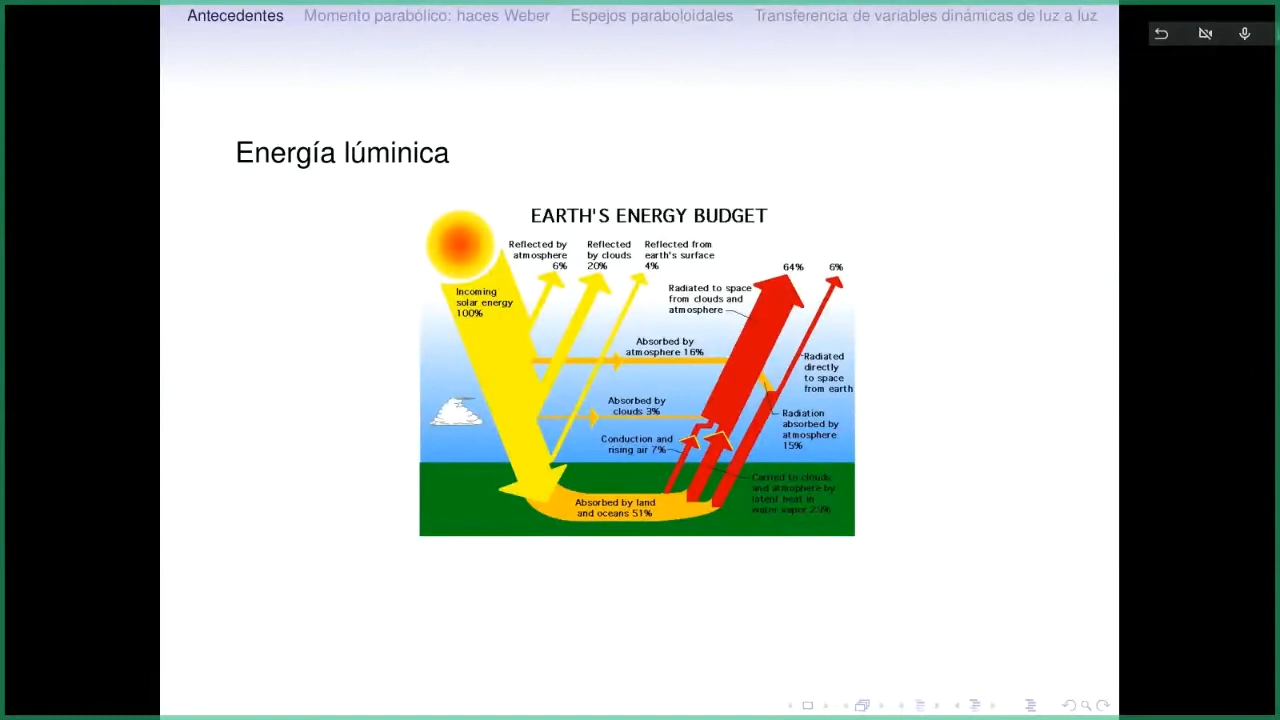 Antecedentes Momento parabólico: haces Weber Espejos paraboloidales Transferencia de variables dinámicas de luz a luz
Energía lúminica
EARTH'S ENERGY BUDGET
Reflected by
atmosphere
6%
Reflected
by clouds
20%
Reflected from
earth's surface
4%
64%
6%
Incoming
solar energy
100%
Radiated to space
from clouds and
atmosphere
Absorbed by
atmosphere 16%
Radiated
directly
to space
from earth
Absorbed by
clouds 3%
Radiation
absorbed by
atmosphere
15%
Conduction and
rising air 7%
Carried to clouds
and atmosphere by
latent heat in
water vapor 23%
Absorbed by land
and oceans 51%